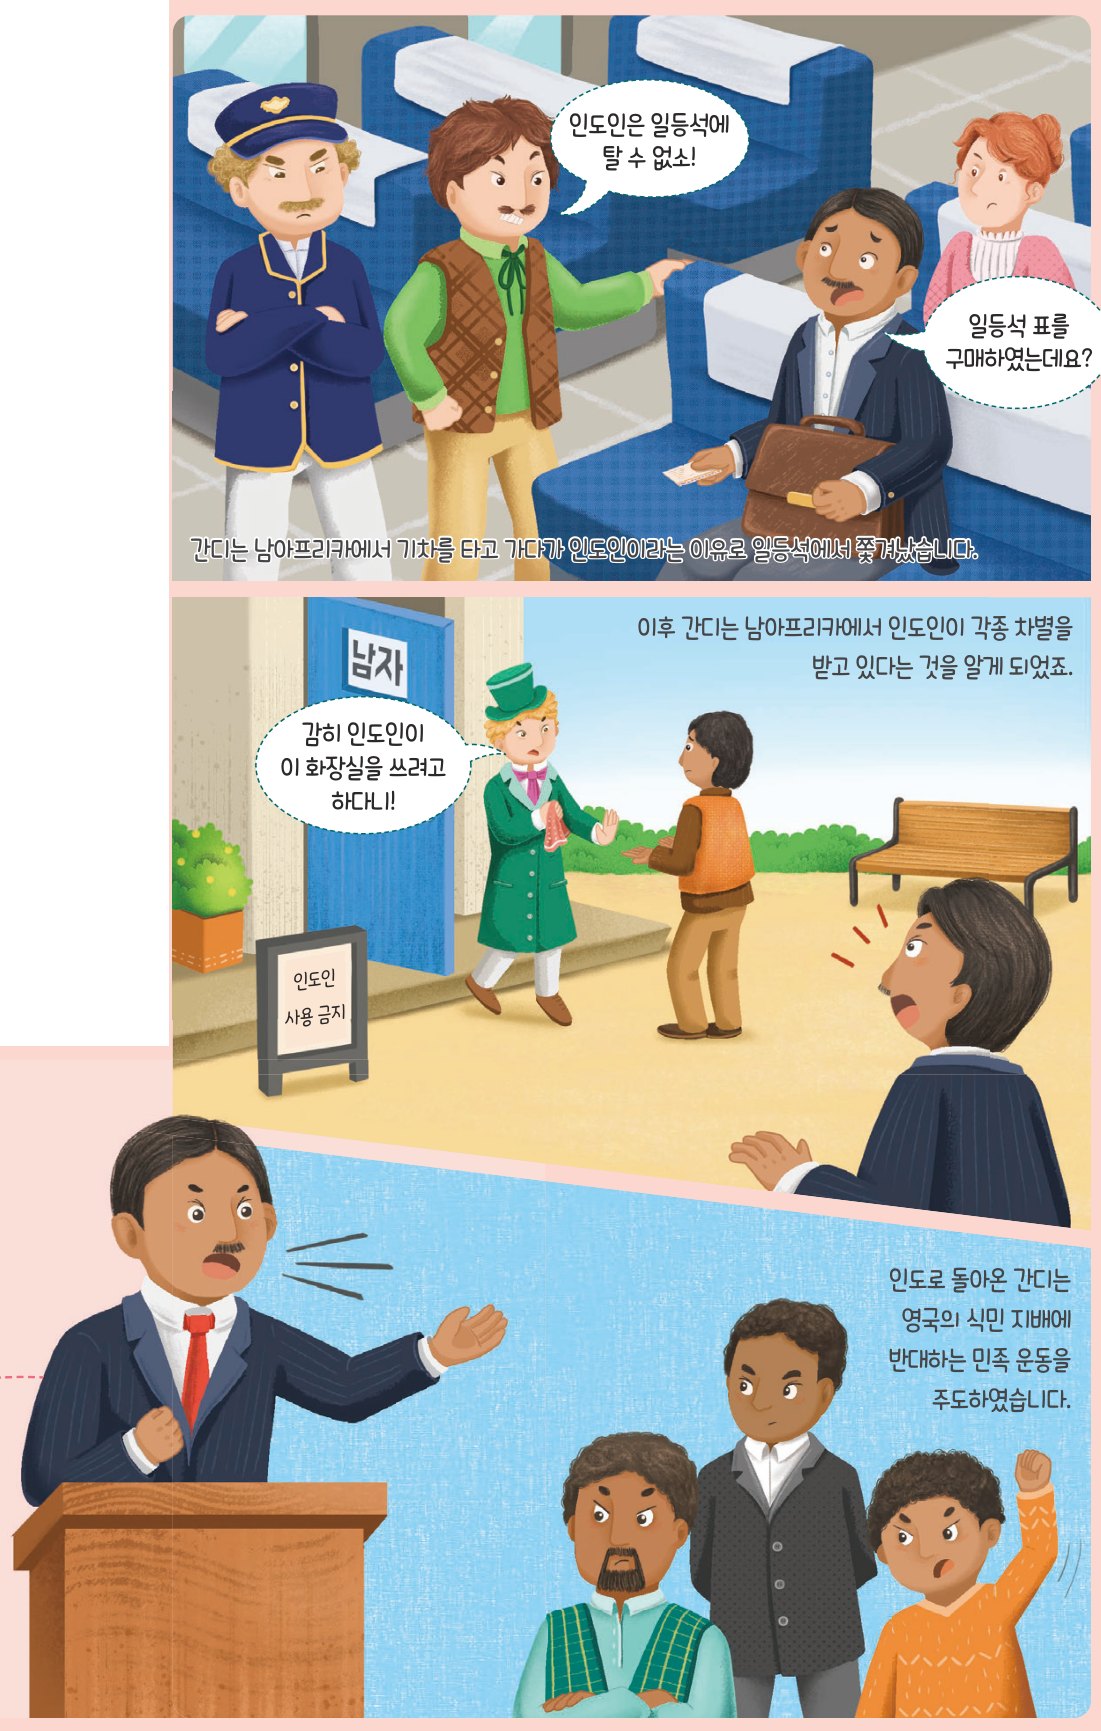 인도인은 일등석에
탈 수 없소!
일등석 표를
구매하였는데요?
간디는 남아프리카에서 기차를 타고 가다가 인도인이라는 이유로 일등석에서 쫓겨났습니다.
이후 간디는 남아프리카에서 인도인이 각종 차별을
받고 있다는 것을 알게 되었죠.
남자
감히 인도인이
이 화장실을 쓰려고
하다니!
인도인
사용 금지
인도로 돌아온 간디는
영국의 식민 지배에
반대하는 민족 운동을
주도하였습니다.